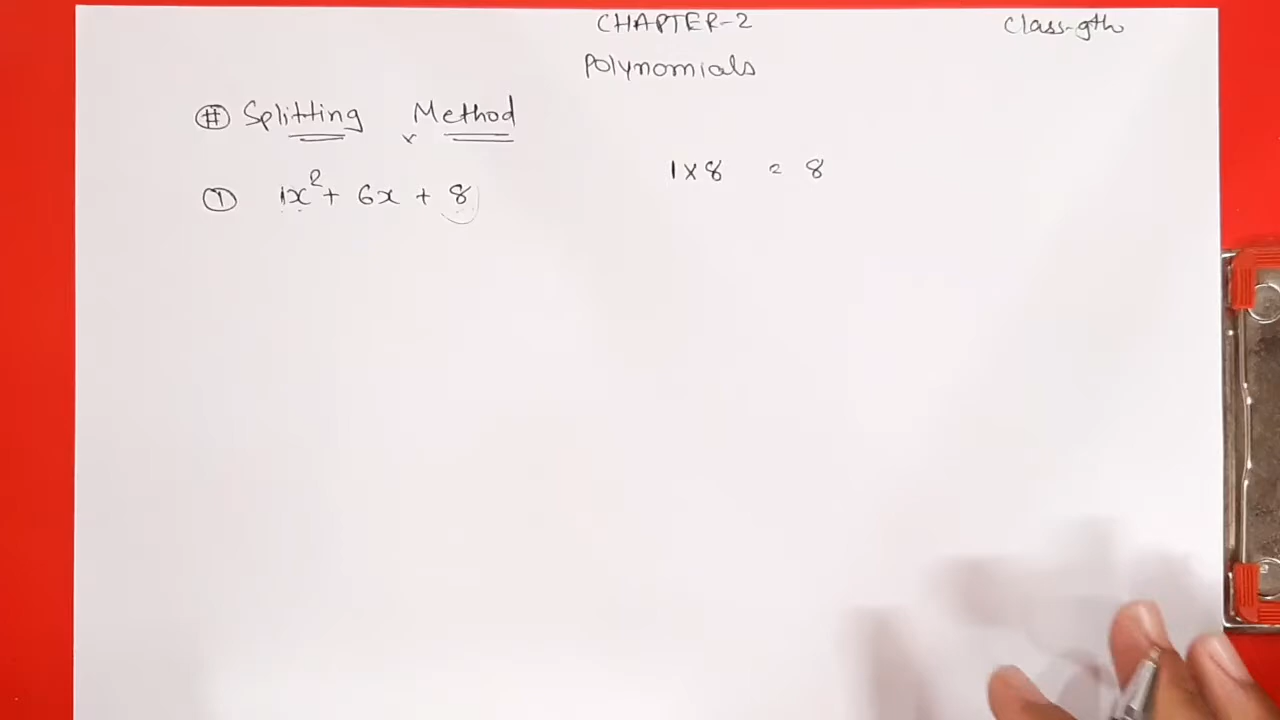 CHAPTER-2
Class-9th
Polynomials
# Splitting Method
x
① 1x² + 6x + 8
1 x 8 = 8